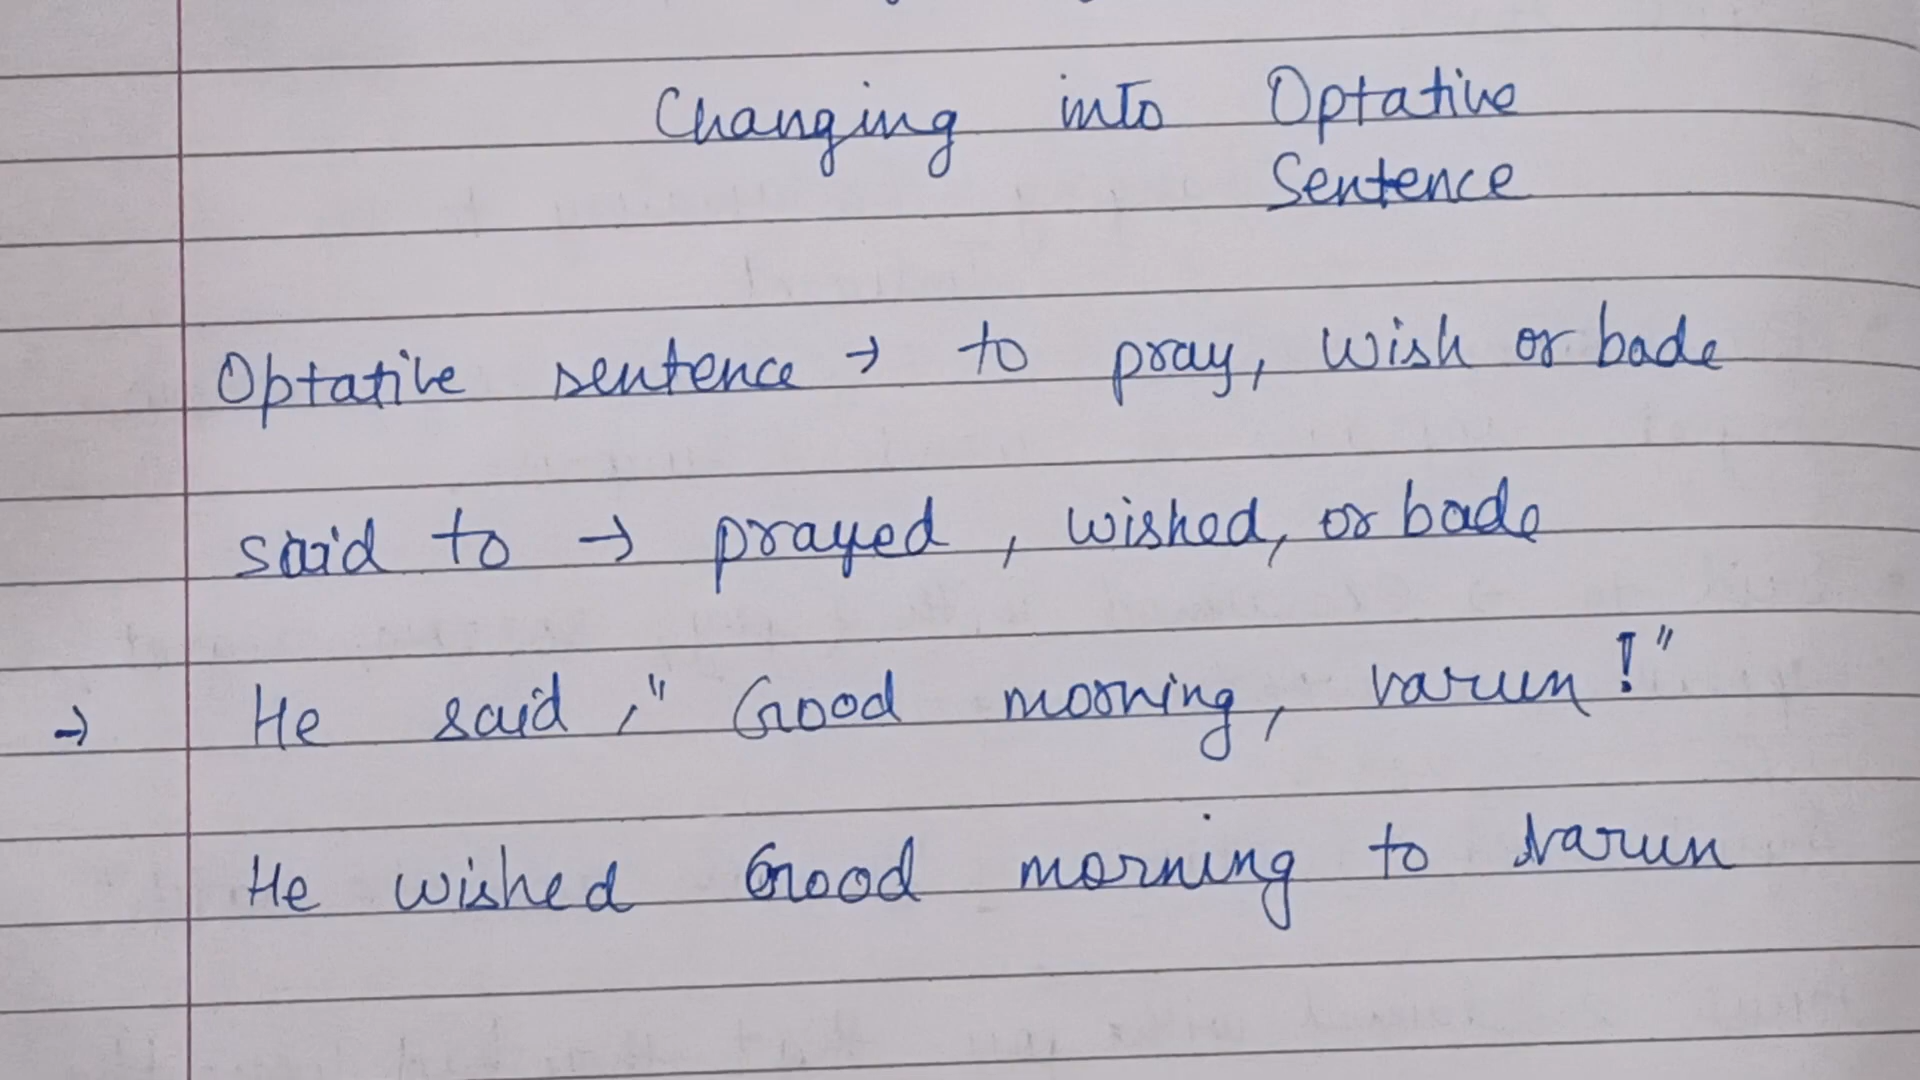 Changing into Optative
Sentence
Optative sentence → to pray, wish or bade
said to → prayed, wished, or bade
→ He said, " Good morning, varun!"
He wished Good morning to Varun